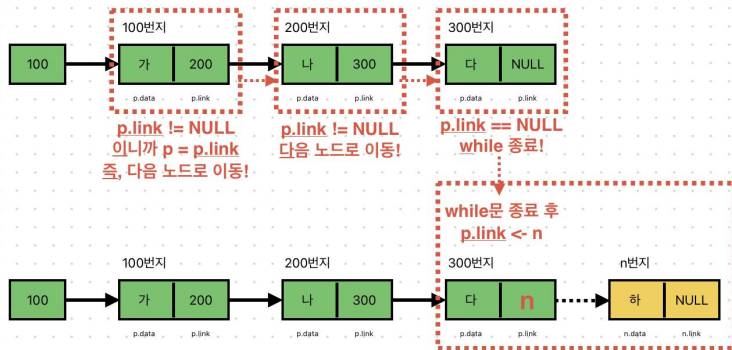 100번지
200번지
300번지
100
가
200
나
300
다
NULL
p.data
p.link
p.data
p.link
p.data
p.link
p.link != NULL
이니까 p = p.link
즉, 다음 노드로 이동!
p.link != NULL
다음 노드로 이동!
p.link == NULL
while 종료!
while문 종료 후
p.link <- n
100번지
200번지
300번지
n번지
100
가
200
나
300
다
n
하
NULL
p.data
p.link
p.data
p.link
p.data
p.link
n.data
n.link